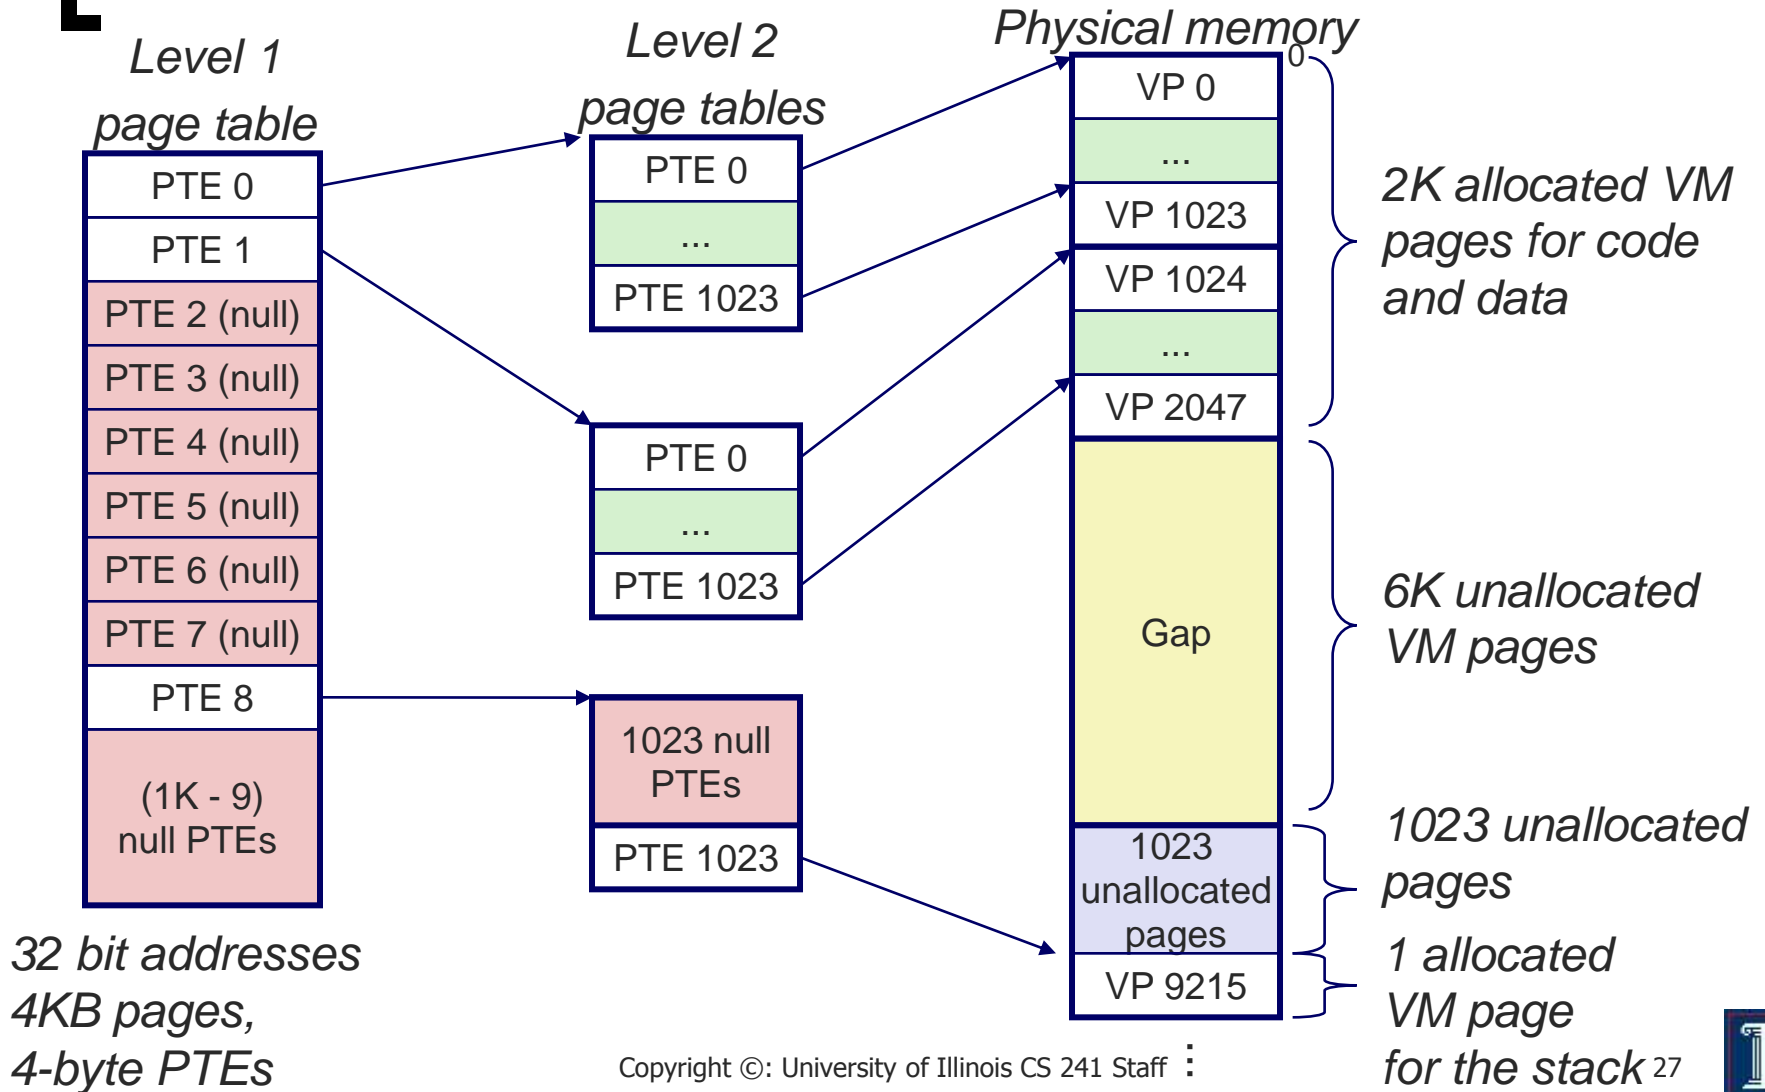 Level 1
page table
PTE 0
PTE 1
PTE 2 (null)
PTE 3 (null)
PTE 4 (null)
PTE 5 (null)
PTE 6 (null)
PTE 7 (null)
PTE 8
(1K - 9)
null PTEs
32 bit addresses
4KB pages,
4-byte PTEs
Level 2
page tables
PTE 0
...
PTE 1023
PTE 0
...
PTE 1023
1023 null
PTEs
PTE 1023
Physical memory
0
VP 0
...
VP 1023
VP 1024
...
VP 2047
Gap
1023
unallocated
pages
VP 9215
...
2K allocated VM
pages for code
and data
6K unallocated
VM pages
1023 unallocated
pages
1 allocated
VM page
for the stack
Copyright ©: University of Illinois CS 241 Staff
27